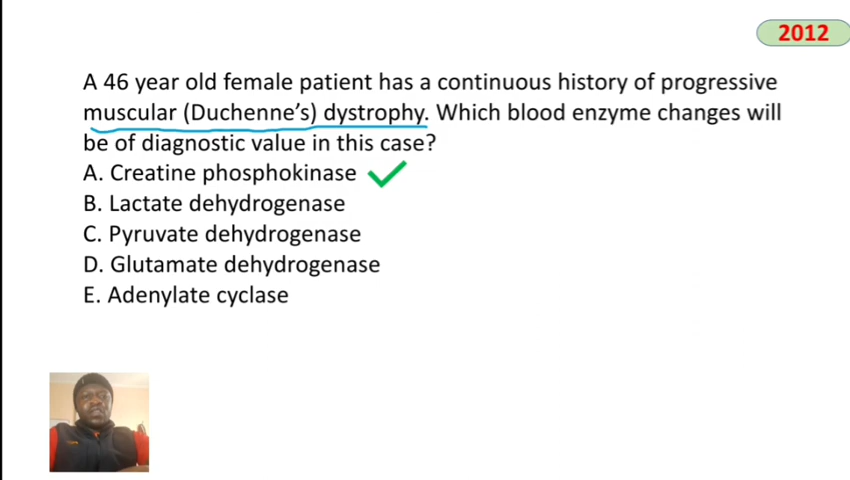 2012
A 46 year old female patient has a continuous history of progressive
muscular (Duchenne's) dystrophy. Which blood enzyme changes will
be of diagnostic value in this case?
A. Creatine phosphokinase
B. Lactate dehydrogenase
C. Pyruvate dehydrogenase
D. Glutamate dehydrogenase
E. Adenylate cyclase